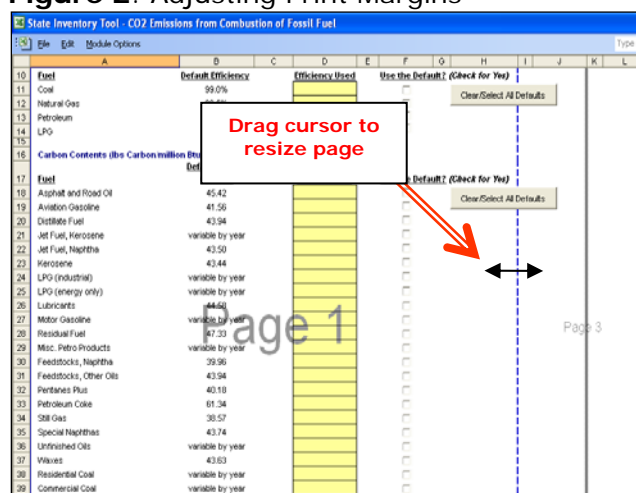 Figure 2. Adjusting Print Margins
State Inventory Tool - CO2 Emissions from Combustion of Fossil Fuel
File Edit Module Options Type
A B C D E F G H I J K L
10 Fuel Default Efficiency Efficiency Used Use the Default? (Check for Yes)
11 Coal 99.0% Clear/Select All Defaults
12 Natural Gas
13 Petroleum
14 LPG
15
16 Carbon Contents (lbs Carbon/million Btu
Drag cursor to
resize page
17 Fuel Default? (Check for Yes)
18 Asphalt and Road Oil 45.42 Clear/Select All Defaults
19 Aviation Gasoline 41.56
20 Distillate Fuel 43.94
21 Jet Fuel, Kerosene variable by year
22 Jet Fuel, Naphtha 43.50
23 Kerosene 43.44
24 LPG (industrial) variable by year
25 LPG (energy only) variable by year
26 Lubricants 44.58
27 Motor Gasoline variable by year
Page 1
Page 3
28 Residual Fuel 47.33
29 Misc. Petro Products variable by year
30 Feedstocks, Naphtha 39.96
31 Feedstocks, Other Oils 43.94
32 Pentanes Plus 40.18
33 Petroleum Coke 61.34
34 Still Gas 38.57
35 Special Naphthas 43.74
36 Unfinished Oils variable by year
37 Waxes 43.63
38 Residential Coal variable by year
39 Commercial Coal variable by year